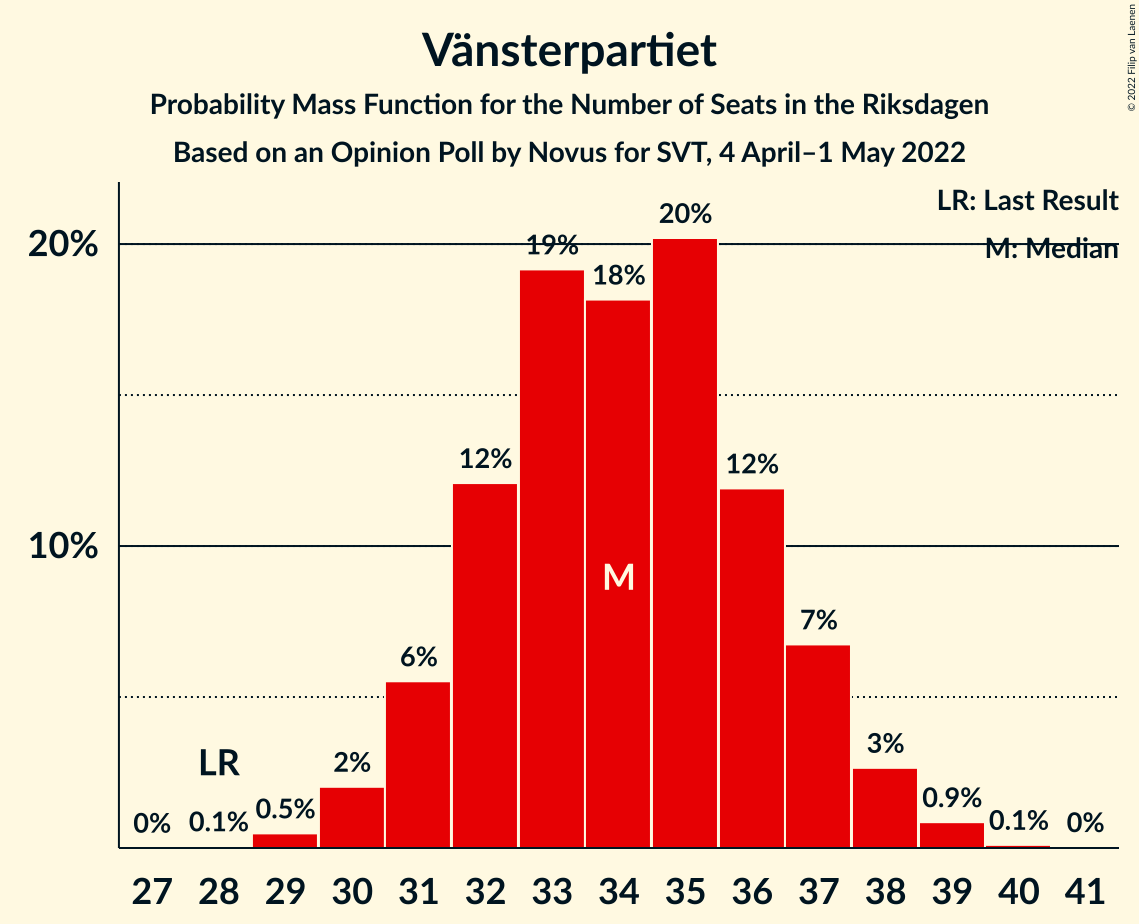 Vänsterpartiet
Probability Mass Function for the Number of Seats in the Riksdagen
Based on an Opinion Poll by Novus for SVT, 4 April–1 May 2022
© 2022 Filip van Laenen
LR: Last Result
M: Median
20%
10%
0%
0.1%
LR
0.5%
2%
6%
12%
19%
18%
M
20%
12%
7%
3%
0.9%
0.1%
0%
27 28 29 30 31 32 33 34 35 36 37 38 39 40 41